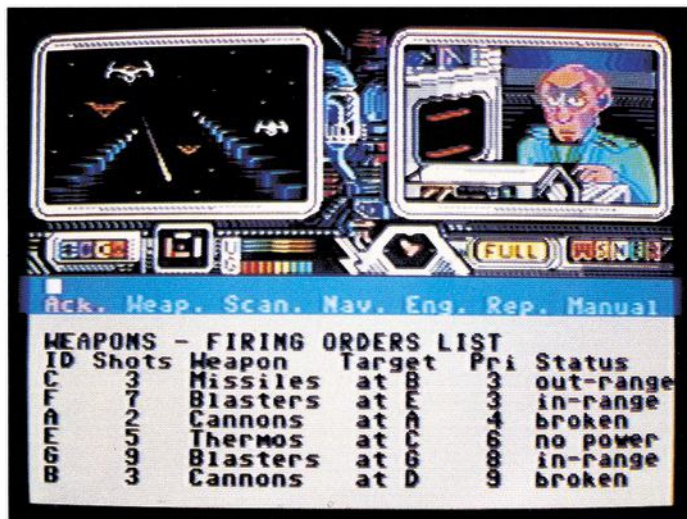 FULL
Ack. Weap. Scan. Nav. Eng. Rep. Manual
WEAPONS - FIRING ORDERS LIST
ID Shots Weapon Target Pri Status
C 3 Missiles at B 3 out-range
F 7 Blasters at E 3 in-range
A 2 Cannons at A 4 broken
E 5 Thermos at C 6 no power
G 9 Blasters at G 8 in-range
B 3 Cannons at D 9 broken